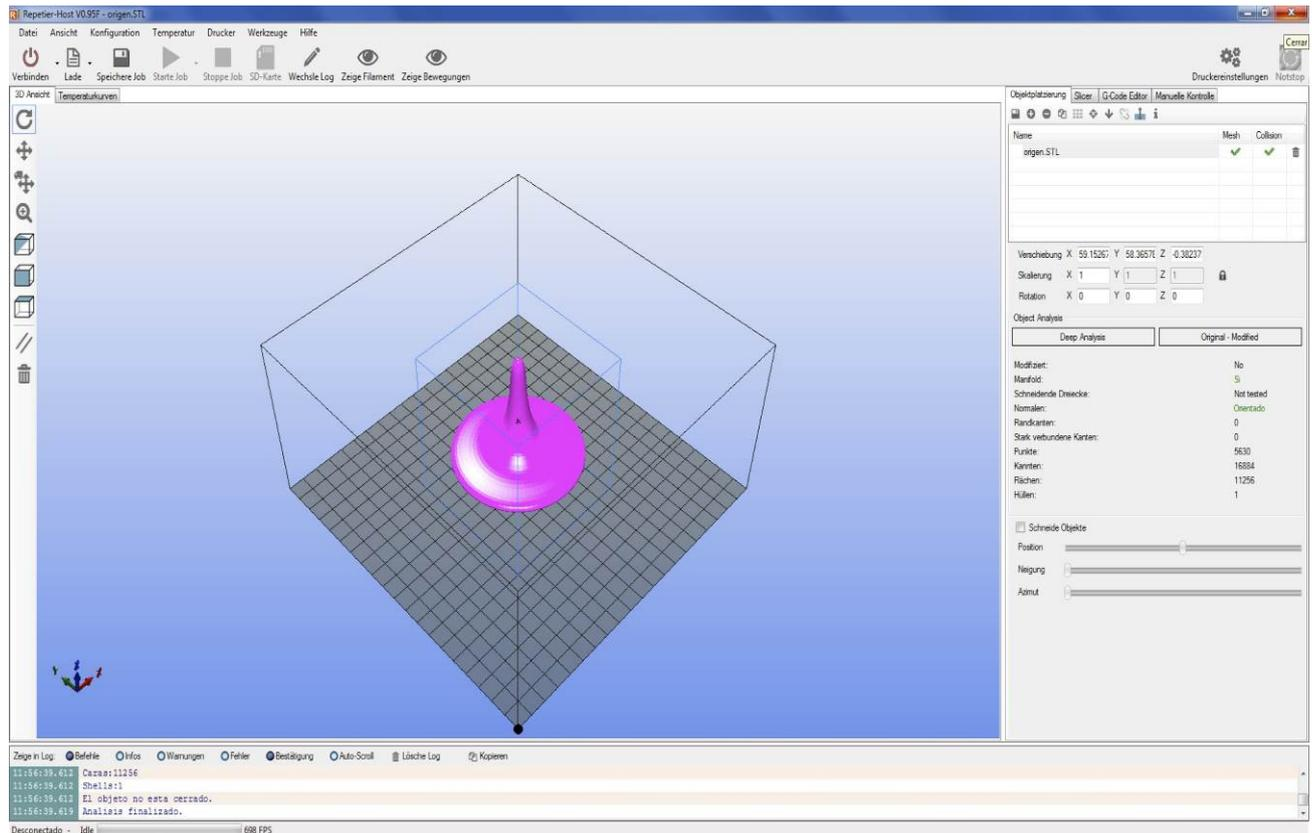 Repetier-Host V0.95F - origen.STL
Datei Ansicht Konfiguration Temperatur Drucker Werkzeuge Hilfe
Cerrar
Verbinden Lade Speichere Job Starte Job Stoppe Job SD-Karte Wechsle Log Zeige Filament Zeige Bewegungen Druckereinstellungen Notstop
3D Ansicht Temperaturkurven
Objektplatzierung Slicer G-Code Editor Manuelle Kontrolle
Name Mesh Collision
origen.STL
Verschiebung X 59.15267 Y 58.3657 Z -0.38237
Skalierung X 1 Y 1 Z 1
Rotation X 0 Y 0 Z 0
Object Analysis
Deep Analysis Original - Modified
Modifiziert: No
Manifold: Si
Schneidende Dreiecke: Not tested
Normalen: Orientado
Randkanten: 0
Stark verbundene Kanten: 0
Punkte: 5630
Kannten: 16884
Flächen: 11256
Hüllen: 1
Schneide Objekte
Position
Neigung
Azimut
Y Z X
Zeige in Log: Befehle Infos Warnungen Fehler Bestätigung Auto-Scroll Lösche Log Kopieren
11:56:39.612 Caras:11256
11:56:39.612 Shells:1
11:56:39.612 El objeto no esta cerrado.
11:56:39.619 Analisis finalizado.
Desconectado - Idle 698 FPS